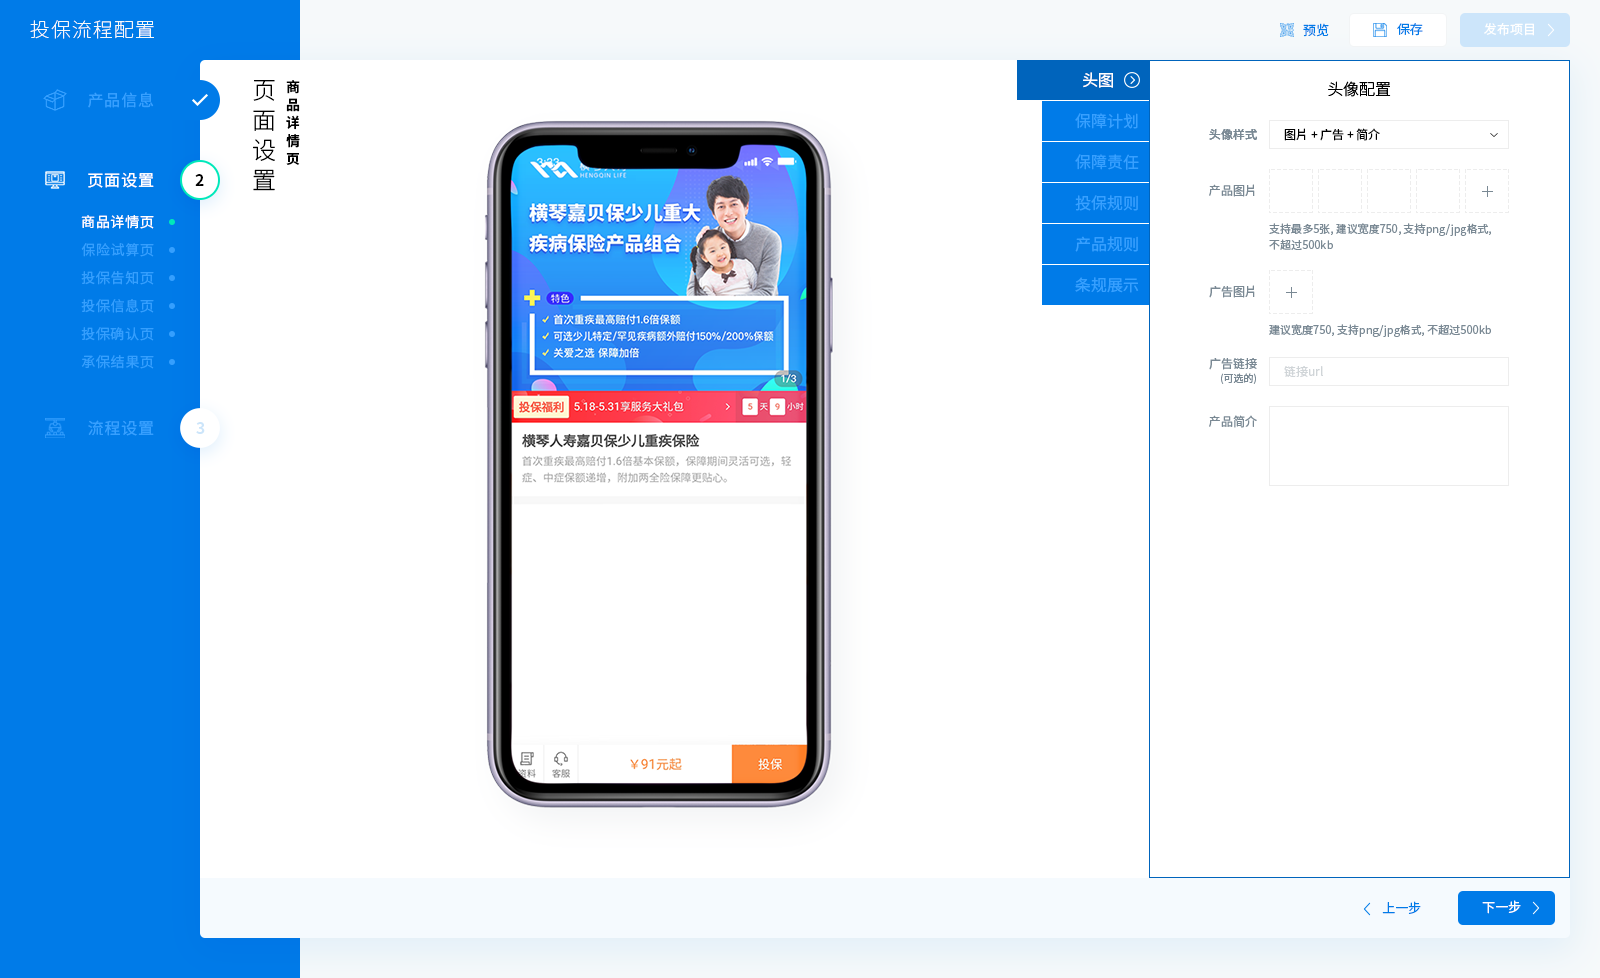 投保流程配置
预览
保存
发布项目
产品信息
2
页面设置
商品详情页
保险试算页
投保告知页
投保信息页
投保确认页
承保结果页
3
流程设置
页面设置
商品详情页
HENGQIN LIFE
横琴嘉贝保少儿重大
疾病保险产品组合
特色
首次重疾最高赔付1.6倍保额
可选少儿特定/罕见疾病额外赔付150%/200%保额
关爱之选 保障加倍
1/3
投保福利 5.18-5.31享服务大礼包 5 天 9 小时
横琴人寿嘉贝保少儿重疾保险
首次重疾最高赔付1.6倍基本保额，保障期间灵活可选，轻
症、中症保额递增，附加两全险保障更贴心。
资料
客服
￥91元起
投保
头图
保障计划
保障责任
投保规则
产品规则
条规展示
头像配置
头像样式
图片 + 广告 + 简介
产品图片
支持最多5张, 建议宽度750, 支持png/jpg格式,
不超过500kb
广告图片
建议宽度750, 支持png/jpg格式, 不超过500kb
广告链接
(可选的)
链接url
产品简介
上一步
下一步